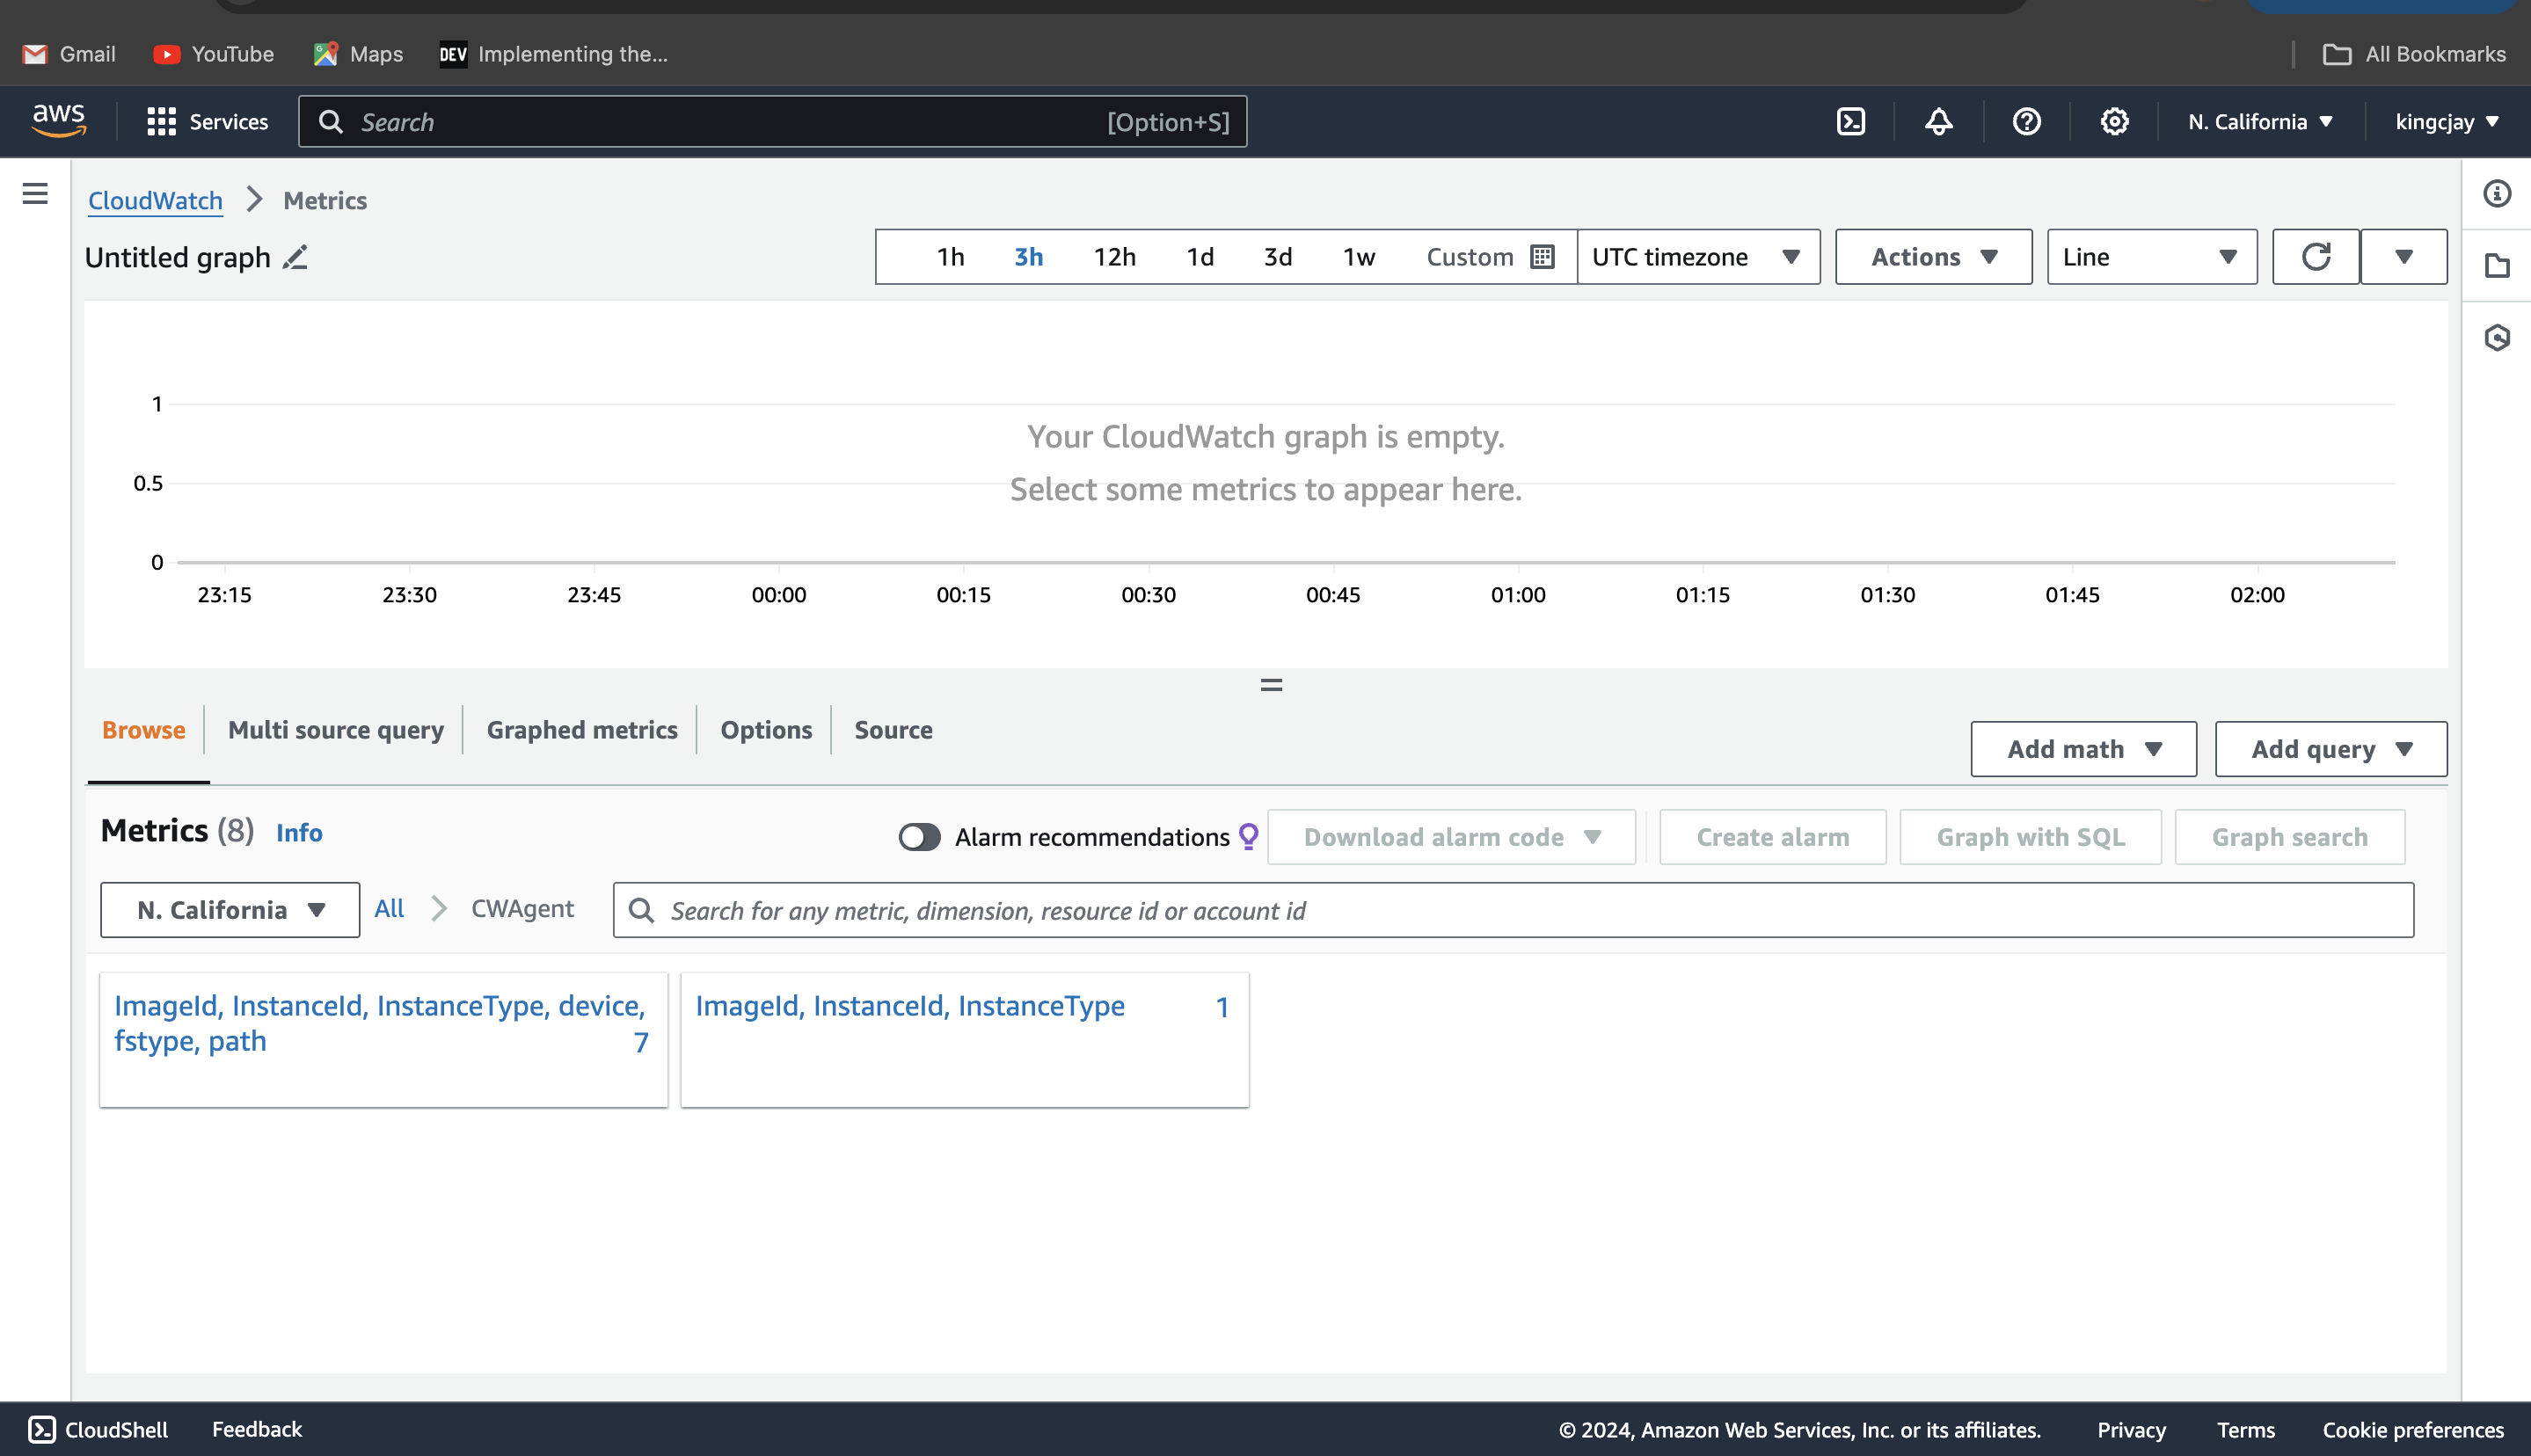 Gmail YouTube Maps DEV Implementing the... All Bookmarks
aws Services Search [Option+S] N. California kingcjay
CloudWatch Metrics
Untitled graph 1h 3h 12h 1d 3d 1w Custom UTC timezone Actions Line
1
Your CloudWatch graph is empty.
0.5
Select some metrics to appear here.
0
23:15 23:30 23:45 00:00 00:15 00:30 00:45 01:00 01:15 01:30 01:45 02:00
Browse Multi source query Graphed metrics Options Source Add math Add query
Metrics (8) Info Alarm recommendations Download alarm code Create alarm Graph with SQL Graph search
N. California All CWAgent Search for any metric, dimension, resource id or account id
ImageId, InstanceId, InstanceType, device,
fstype, path 7
ImageId, InstanceId, InstanceType 1
CloudShell Feedback © 2024, Amazon Web Services, Inc. or its affiliates. Privacy Terms Cookie preferences